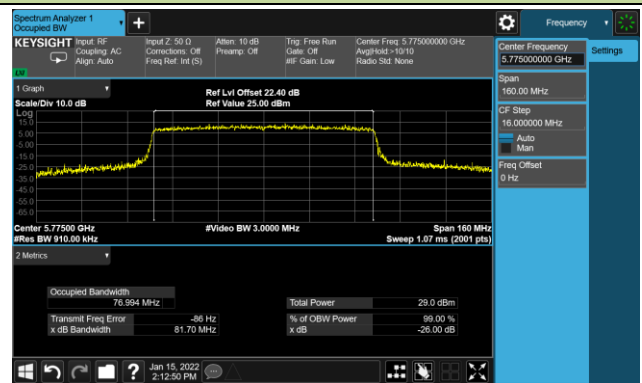 Spectrum Analyzer 1
Occupied BW
Frequency
KEYSIGHT
Input: RF
Coupling: AC
Align: Auto
Input Z: 50 Ω
Corrections: Off
Freq Ref: Int (S)
Atten: 10 dB
Preamp: Off
Trig: Free Run
Gate: Off
#IF Gain: Low
Center Freq: 5.775000000 GHz
Avg|Hold:>10/10
Radio Std: None
Center Frequency
5.775000000 GHz
Settings
Span
160.00 MHz
CF Step
16.000000 MHz
Auto
Man
Freq Offset
0 Hz
1 Graph
Scale/Div 10.0 dB
Ref Lvl Offset 22.40 dB
Ref Value 25.00 dBm
Log
15.0
5.00
-5.00
-15.0
-25.0
-35.0
-45.0
-55.0
-65.0
Center 5.77500 GHz
#Video BW 3.0000 MHz
Span 160 MHz
#Res BW 910.00 kHz
Sweep 1.07 ms (2001 pts)
2 Metrics
Occupied Bandwidth
76.994 MHz
Total Power
29.0 dBm
Transmit Freq Error
-86 Hz
% of OBW Power
99.00 %
x dB Bandwidth
81.70 MHz
x dB
-26.00 dB
?
Jan 15, 2022
2:12:50 PM